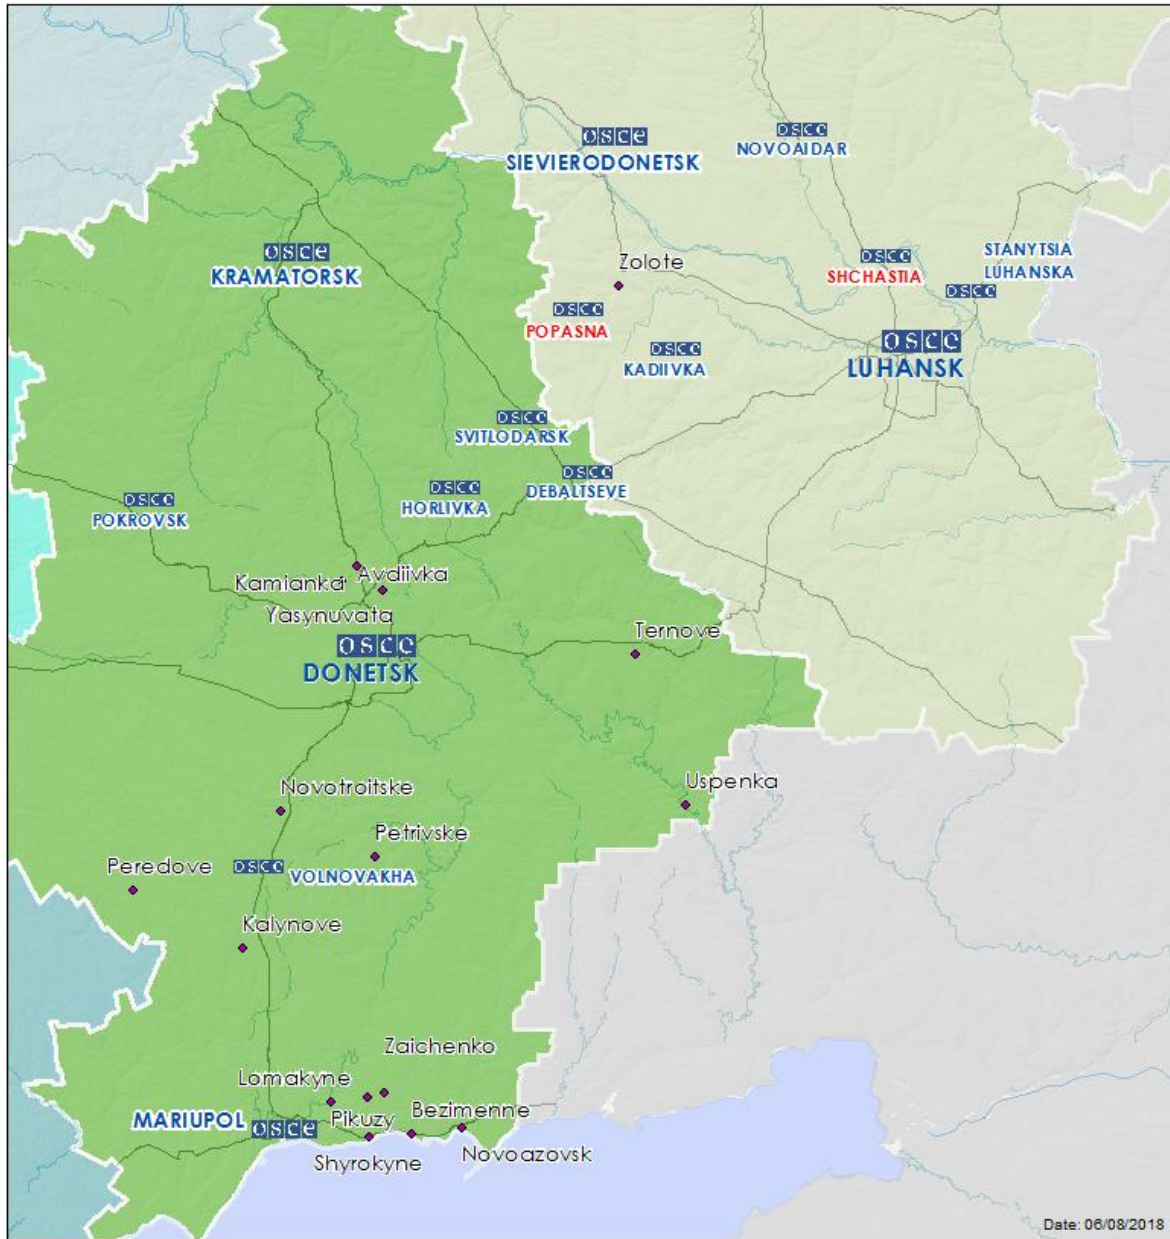 OSCE
SIEVIERODONETSK
OSCE
NOVOAIDAR
OSCE
KRAMATORSK
Zolote
OSCE
SHCHASTIA
STANYTSIA
LUHANSKA
OSCE
OSCE
POPASNA
OSCE
KADIIVKA
OSCE
LUHANSK
OSCE
SVITLODARSK
OSCE
DEBALTSEVE
OSCE
HORLIVKA
OSCE
POKROVSK
Kamianka
Avdiivka
Yasynuvata
OSCE
DONETSK
Ternove
Novotroitske
Uspenka
Petrivske
Peredove
OSCE
VOLNOVAKHA
Kalynove
Zaichenko
Lomakyne
Pikuzy
Bezimenne
MARIUPOL
OSCE
Shyrokyne
Novoazovsk
Date: 06/08/2018